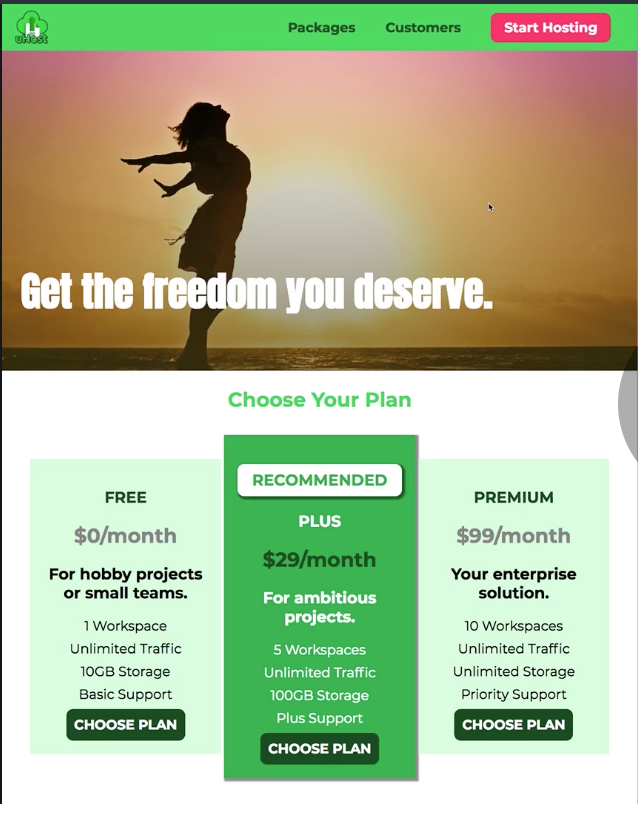 uHost
Packages
Customers
Start Hosting
Get the freedom you deserve.
Choose Your Plan
FREE
$0/month
For hobby projects
or small teams.
1 Workspace
Unlimited Traffic
10GB Storage
Basic Support
CHOOSE PLAN
RECOMMENDED
PLUS
$29/month
For ambitious
projects.
5 Workspaces
Unlimited Traffic
100GB Storage
Plus Support
CHOOSE PLAN
PREMIUM
$99/month
Your enterprise
solution.
10 Workspaces
Unlimited Traffic
Unlimited Storage
Priority Support
CHOOSE PLAN